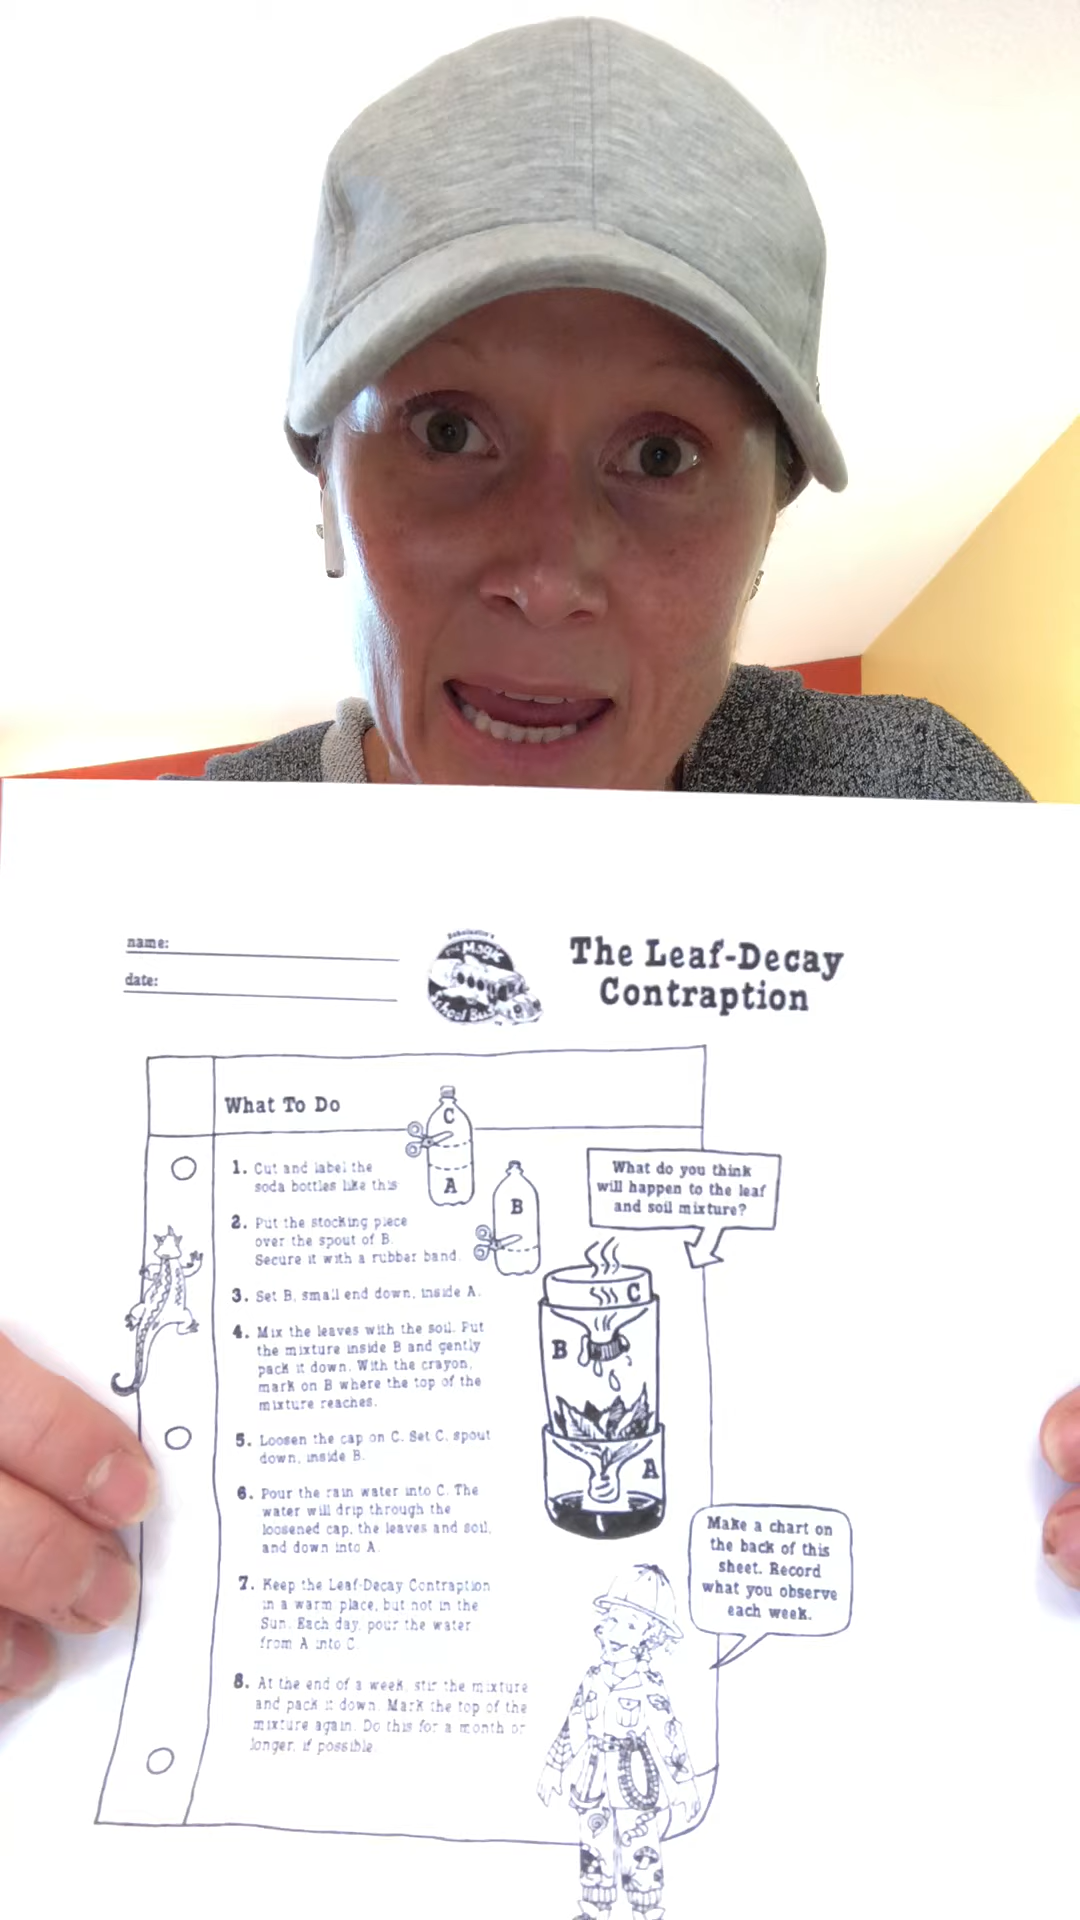 name:
date:
Scholastic's
The Magic
School Bus
The Leaf-Decay
Contraption
What To Do
C
A
B
1. Cut and label the
soda bottles like this
2. Put the stocking piece
over the spout of B.
Secure it with a rubber band.
3. Set B, small end down, inside A.
4. Mix the leaves with the soil. Put
the mixture inside B and gently
pack it down. With the crayon,
mark on B where the top of the
mixture reaches.
5. Loosen the cap on C. Set C, spout
down, inside B.
6. Pour the rain water into C. The
water will drip through the
loosened cap, the leaves and soil,
and down into A.
7. Keep the Leaf-Decay Contraption
in a warm place, but not in the
Sun. Each day, pour the water
from A into C.
8. At the end of a week, stir the mixture
and pack it down. Mark the top of the
mixture again. Do this for a month or
longer, if possible.
What do you think
will happen to the leaf
and soil mixture?
C
B
A
Make a chart on
the back of this
sheet. Record
what you observe
each week.